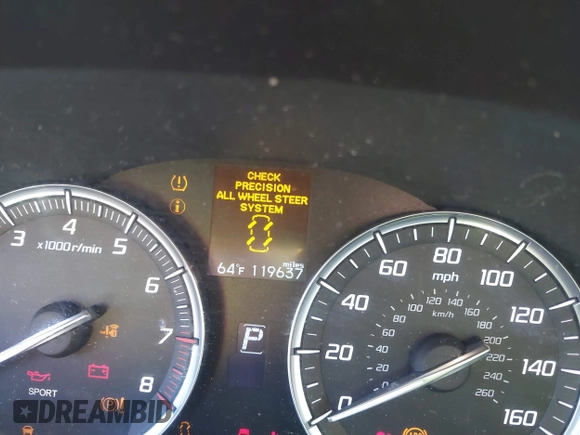 CHECK
PRECISION
ALL WHEEL STEER
SYSTEM
miles
64°F 119637
3 4 5 6 7 8
x1000r/min
SPORT
P
0 20 40 60 80 100 120 140 160
mph
0 20 40 60 80 100 120 140 160 180 200 220 240 260
km/h
DREAMBID